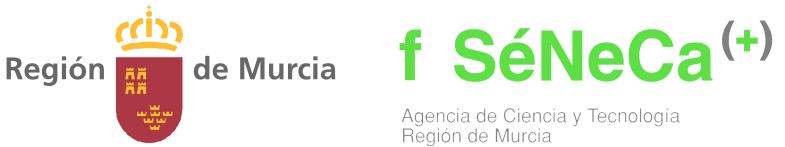 Región de Murcia
f SéNeCa(+)
Agencia de Ciencia y Tecnología
Región de Murcia